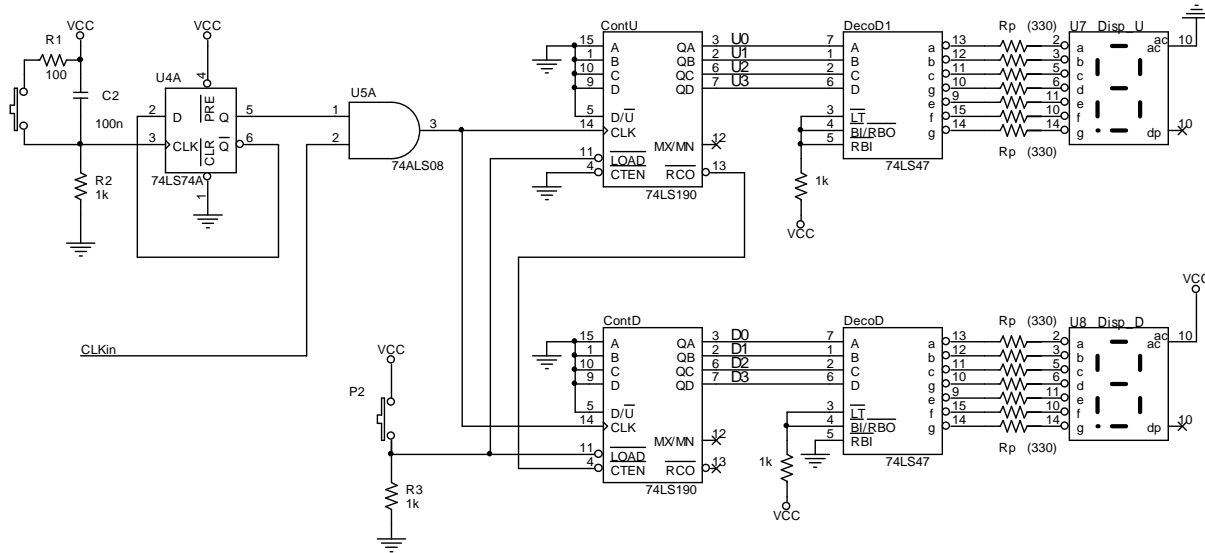 VCC
R1
100
C2
100n
R2
1k
VCC
U4A
4
2
D
PRE
Q
5
3
CLK
CLR
Q
6
74LS74A
1
U5A
1
2
3
74ALS08
CLKin
VCC
P2
R3
1k
ContU
15 A QA 3 U0
1 B QB 2 U1
10 C QC 6 U2
9 D QD 7 U3
5 D/U
14 CLK
MX/MN 12
11 LOAD
4 CTEN RCO 13
74LS190
DecoD1
7 A a 13
1 B b 12
2 C c 11
6 D g 10
e 9
3 LT f 15
4 BI/RBO g 14
5 RBI
74LS47
1k
VCC
Rp (330)
Rp (330)
U7 Disp_U
2 a ac 10
ac
3 b
5 c
6 d
11 e
10 f
14 g dp 10
ContD
15 A QA 3 D0
1 B QB 2 D1
10 C QC 6 D2
9 D QD 7 D3
5 D/U
14 CLK
MX/MN 12
11 LOAD
4 CTEN RCO 13
74LS190
DecoD
7 A a 13
1 B b 12
2 C c 11
6 D g 10
e 9
3 LT f 15
4 BI/RBO g 14
5 RBI
74LS47
1k
VCC
Rp (330)
Rp (330)
VCC
U8 Disp_D
2 a ac 10
ac
3 b
5 c
6 d
11 e
10 f
14 g dp 10